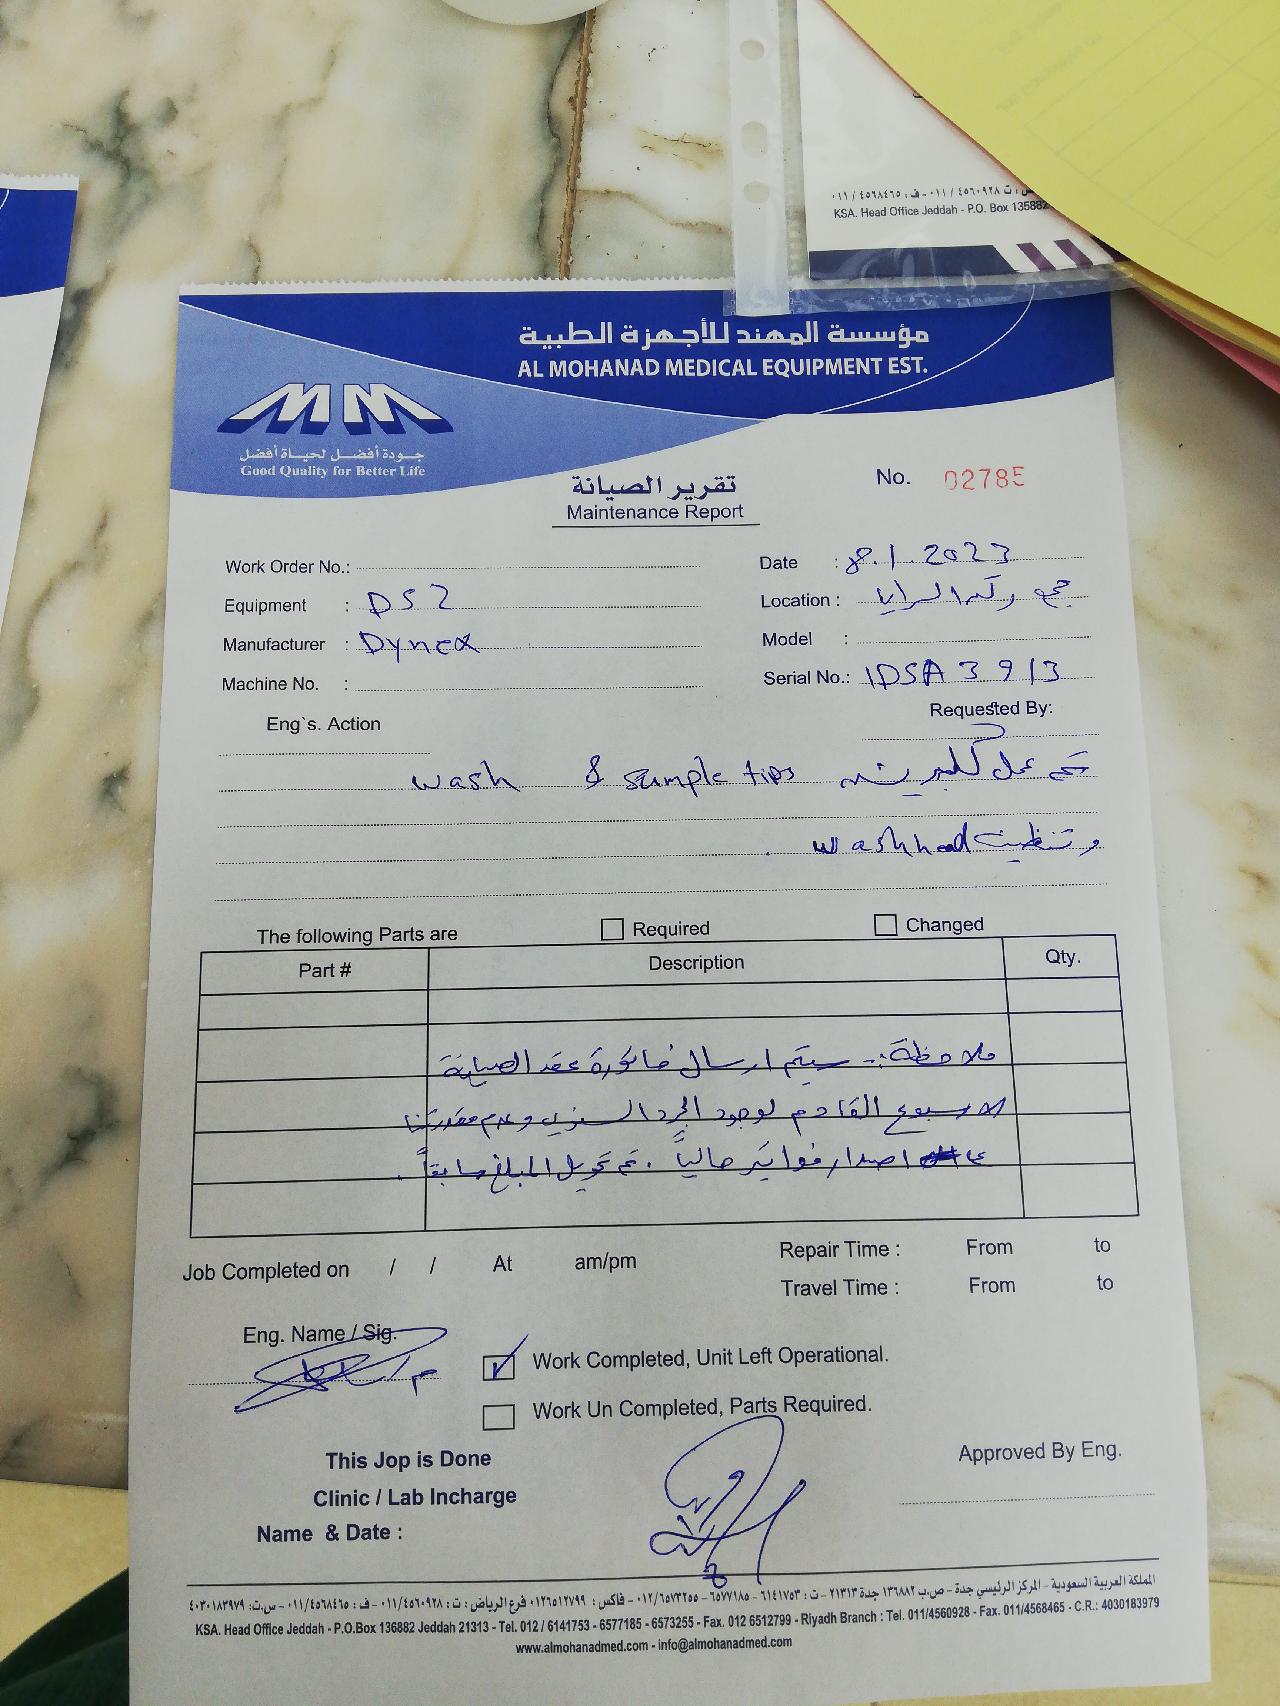 ٠١١/٤٥٦٨٤٦٥ : ف - ٠١١/٤٥٦٠٩٢٨ ت
KSA. Head Office Jeddah - P.O. Box 135882
مؤسسة المهند للأجهزة الطبية
AL MOHANAD MEDICAL EQUIPMENT EST.
MM
جودة أفضل لحياة أفضل
Good Quality for Better Life
تقرير الصيانة
Maintenance Report
No. 02785
Work Order No.:
Date : 8.1.2023
Equipment : DS2
Location :
Manufacturer : Dynex
Model :
Machine No. :
Serial No.: 1DSA 3913
Eng`s. Action
Requested By:
تم عمل كلبريشن wash & sample tips
وتنظيف washhead .
The following Parts are Required Changed
Part # Description Qty.
ملاحظة :- سيتم ارسال فاتورة عقد الصيانة
الاسبوع القادم لوجود الجرد السنوي وعدم مقدرتنا
اصدار فواتير حالياً . تم تحويل المبلغ سابقاً .
Job Completed on / / At am/pm
Repair Time : From to
Travel Time : From to
Eng. Name / Sig.
Work Completed, Unit Left Operational.
Work Un Completed, Parts Required.
This Jop is Done
Clinic / Lab Incharge
Name & Date :
Approved By Eng.
المملكة العربية السعودية - المركز الرئيسي جدة - ص.ب ١٣٦٨٨٢ جدة ٢١٣١٣ - ت : ٦١٤١٧٥٣ - ٦٥٧٧١٨٥ - ٠١٢/٦٥٧٣٢٥٥ - فاكس : ٠١٢٦٥١٢٧٩٩ فرع الرياض : ت : ٠١١/٤٥٦٠٩٢٨ - ف : ٠١١/٤٥٦٨٤٦٥ - س.ت: ٤٠٣٠١٨٣٩٧٩
KSA. Head Office Jeddah - P.O.Box 136882 Jeddah 21313 - Tel. 012 / 6141753 - 6577185 - 6573255 - Fax. 012 6512799 - Riyadh Branch : Tel. 011/4560928 - Fax. 011/4568465 - C.R.: 4030183979
www.almohanadmed.com - info@almohanadmed.com